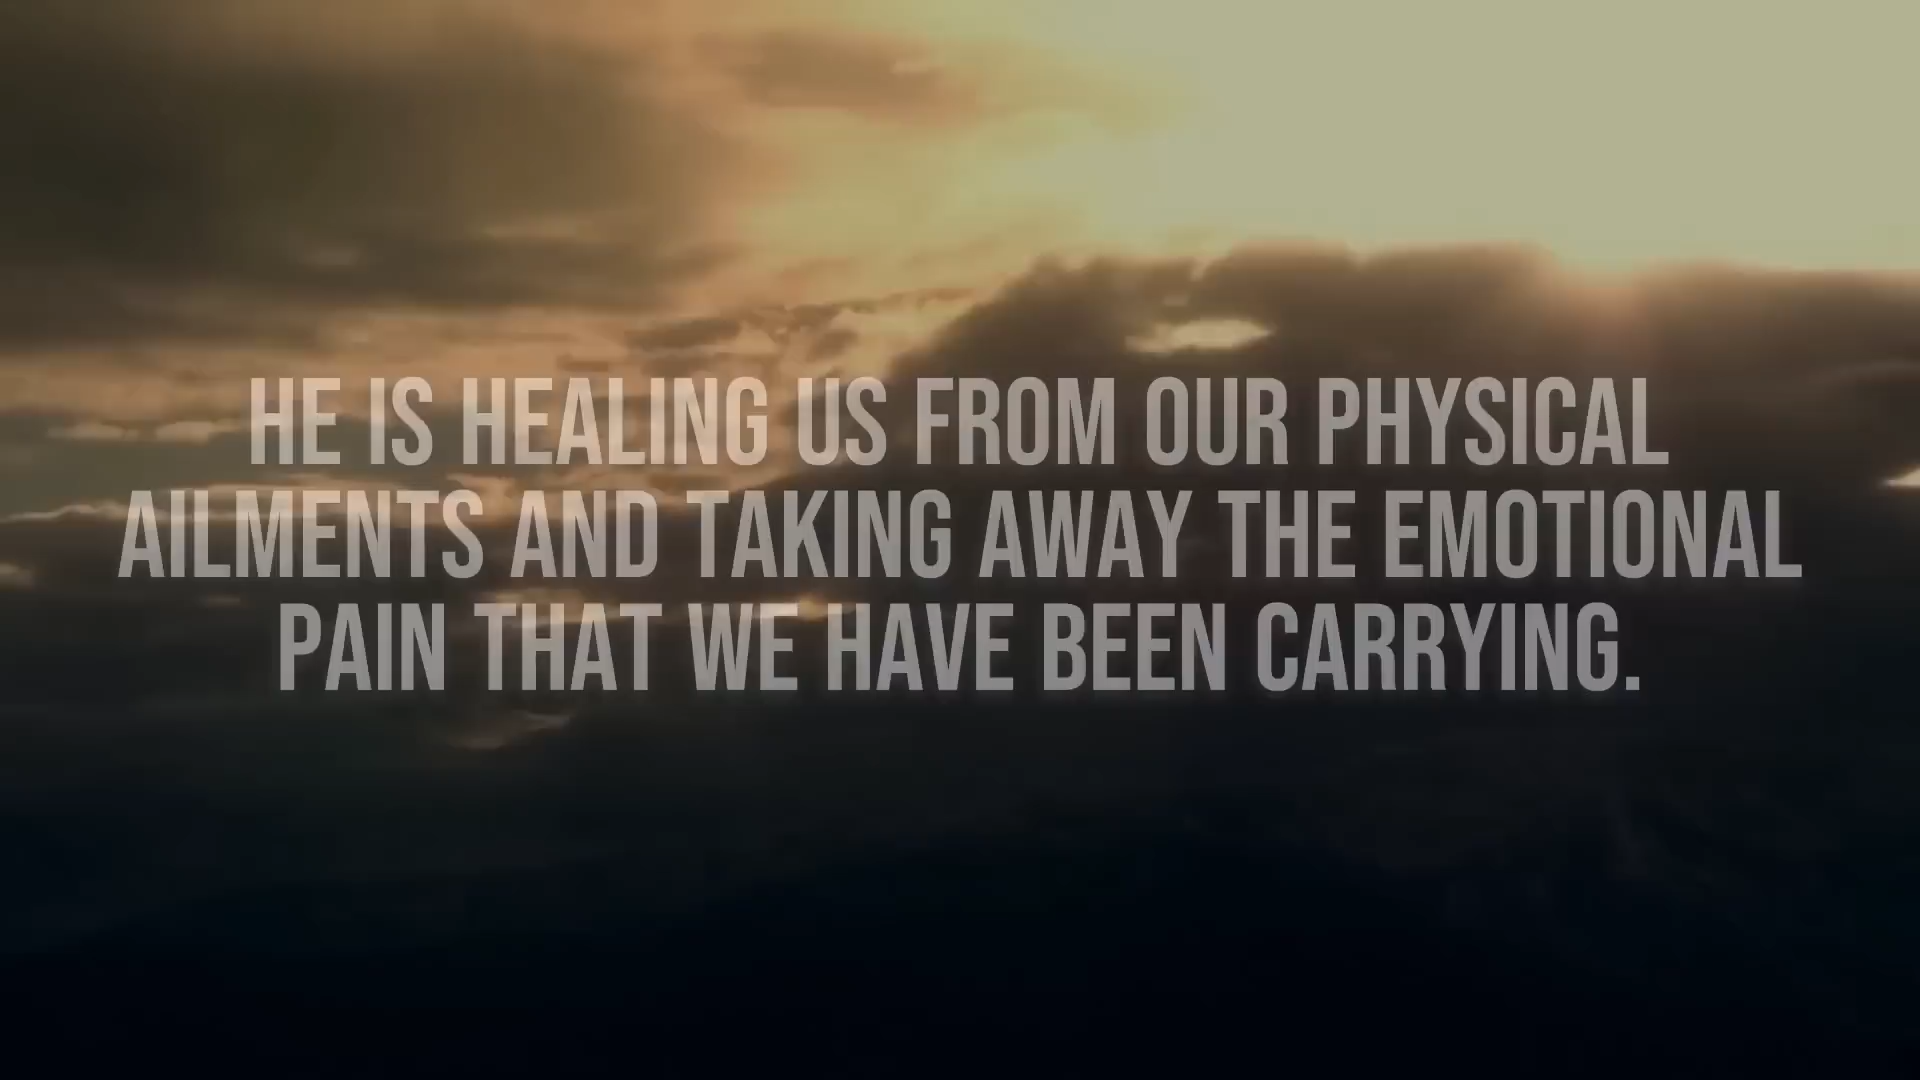 HE IS HEALING US FROM OUR PHYSICAL
AILMENTS AND TAKING AWAY THE EMOTIONAL
PAIN THAT WE HAVE BEEN CARRYING.